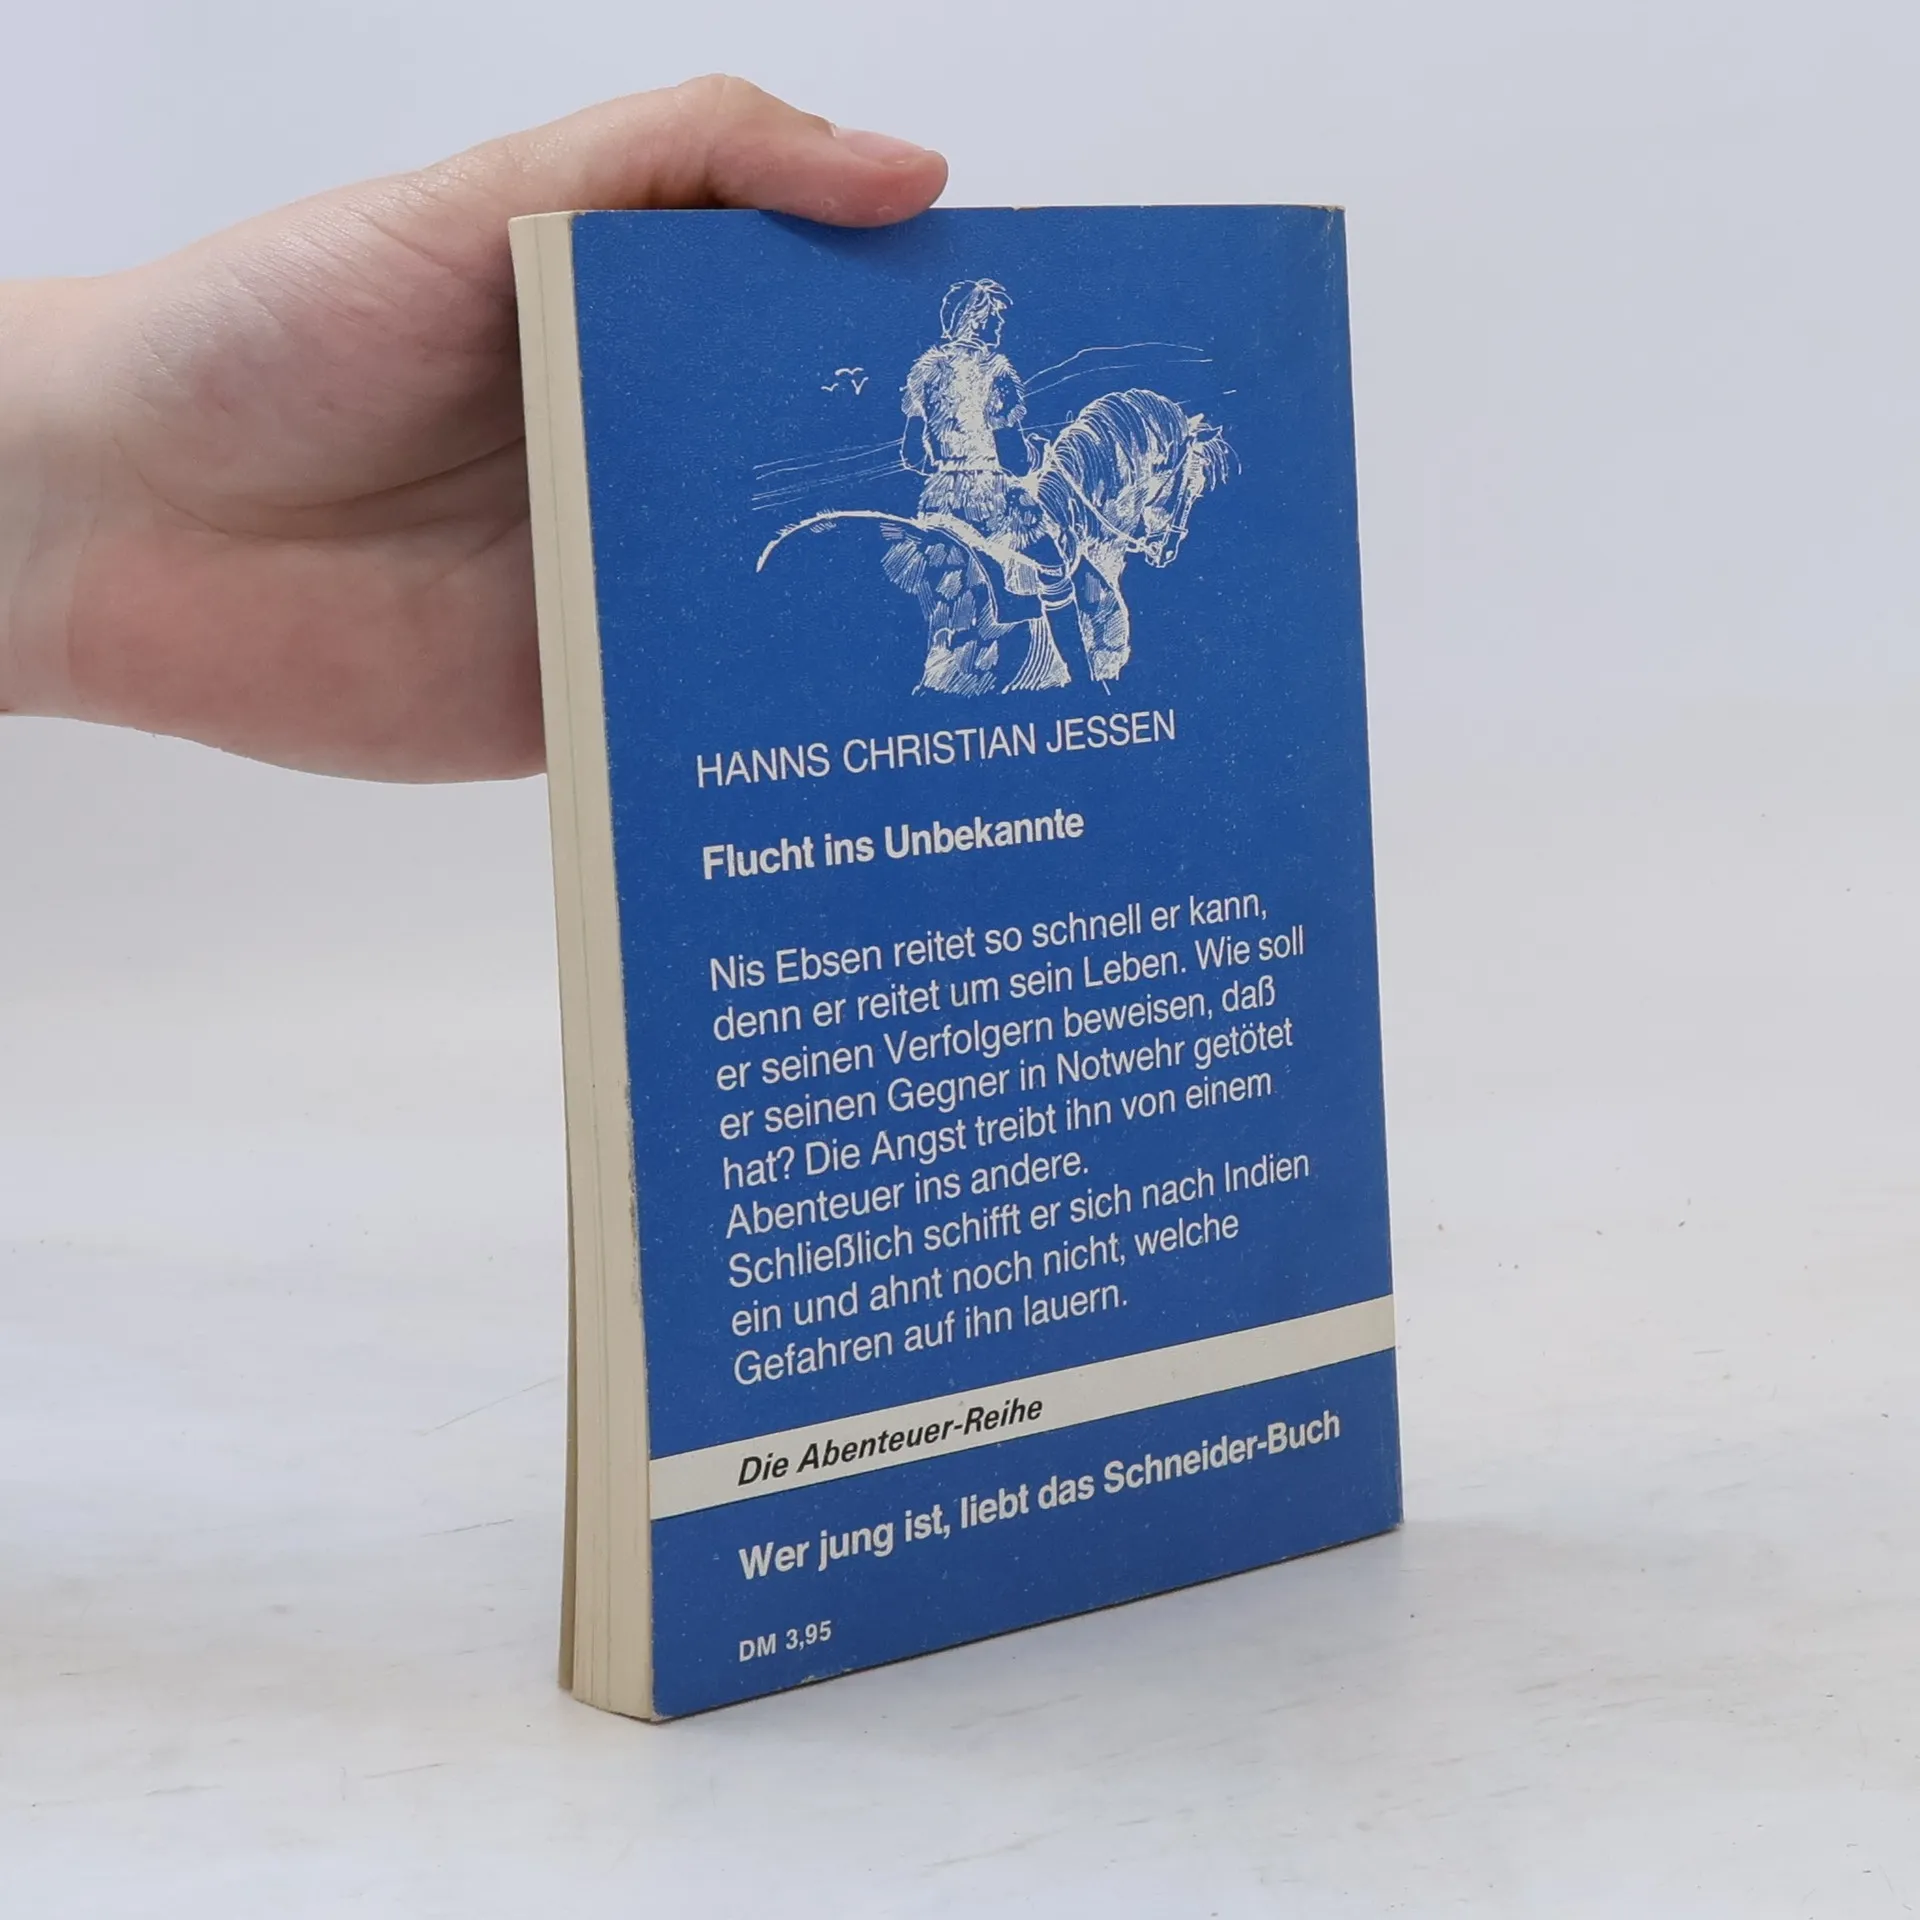 HANNS CHRISTIAN JESSEN
Flucht ins Unbekannte
Nis Ebsen reitet so schnell er kann,
denn er reitet um sein Leben. Wie soll
er seinen Verfolgern beweisen, daß
er seinen Gegner in Notwehr getötet
hat? Die Angst treibt ihn von einem
Abenteuer ins andere.
Schließlich schifft er sich nach Indien
ein und ahnt noch nicht, welche
Gefahren auf ihn lauern.
Die Abenteuer-Reihe
Wer jung ist, liebt das Schneider-Buch
DM 3,95